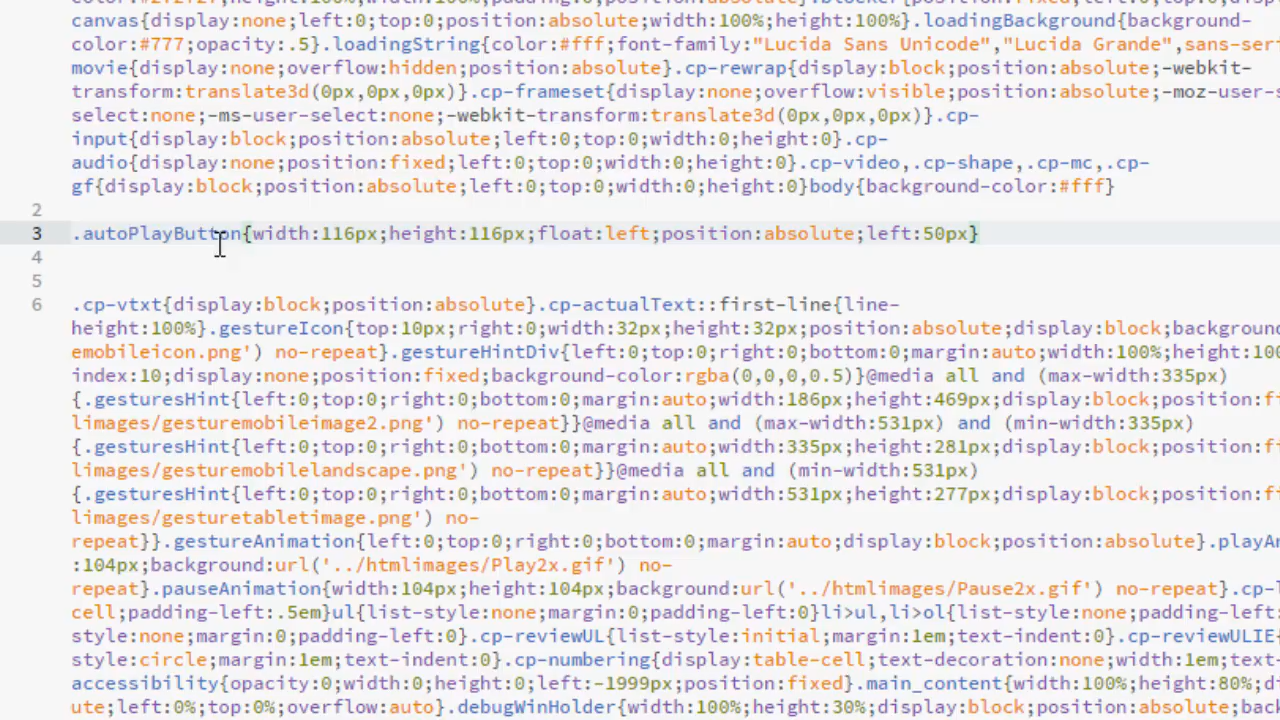 canvas{display:none;left:0;top:0;position:absolute;width:100%;height:100%}.loadingBackground{background-
color:#777;opacity:.5}.loadingString{color:#fff;font-family:"Lucida Sans Unicode","Lucida Grande",sans-seri
movie{display:none;overflow:hidden;position:absolute}.cp-rewrap{display:block;position:absolute;-webkit-
transform:translate3d(0px,0px,0px)}.cp-frameset{display:none;overflow:visible;position:absolute;-moz-user-s
select:none;-ms-user-select:none;-webkit-transform:translate3d(0px,0px,0px)}.cp-
input{display:block;position:absolute;left:0;top:0;width:0;height:0}.cp-
audio{display:none;position:fixed;left:0;top:0;width:0;height:0}.cp-video,.cp-shape,.cp-mc,.cp-
gf{display:block;position:absolute;left:0;top:0;width:0;height:0}body{background-color:#fff}
2
3 .autoPlayButton{width:116px;height:116px;float:left;position:absolute;left:50px}
4
5
6 .cp-vtxt{display:block;position:absolute}.cp-actualText::first-line{line-
height:100%}.gestureIcon{top:10px;right:0;width:32px;height:32px;position:absolute;display:block;background
emobileicon.png') no-repeat}.gestureHintDiv{left:0;top:0;right:0;bottom:0;margin:auto;width:100%;height:100
index:10;display:none;position:fixed;background-color:rgba(0,0,0,0.5)}@media all and (max-width:335px)
{.gesturesHint{left:0;top:0;right:0;bottom:0;margin:auto;width:186px;height:469px;display:block;position:fi
limages/gesturemobileimage2.png') no-repeat}}@media all and (max-width:531px) and (min-width:335px)
{.gesturesHint{left:0;top:0;right:0;bottom:0;margin:auto;width:335px;height:281px;display:block;position:fi
limages/gesturemobilelandscape.png') no-repeat}}@media all and (min-width:531px)
{.gesturesHint{left:0;top:0;right:0;bottom:0;margin:auto;width:531px;height:277px;display:block;position:fi
limages/gesturetabletimage.png') no-
repeat}}.gestureAnimation{left:0;top:0;right:0;bottom:0;margin:auto;display:block;position:absolute}.playAn
:104px;background:url('../htmlimages/Play2x.gif') no-
repeat}.pauseAnimation{width:104px;height:104px;background:url('../htmlimages/Pause2x.gif') no-repeat}.cp-l
cell;padding-left:.5em}ul{list-style:none;margin:0;padding-left:0}li>ul,li>ol{list-style:none;padding-left:
style:none;margin:0;padding-left:0}.cp-reviewUL{list-style:initial;margin:1em;text-indent:0}.cp-reviewULIE{
style:circle;margin:1em;text-indent:0}.cp-numbering{display:table-cell;text-decoration:none;width:1em;text-
accessibility{opacity:0;width:0;height:0;left:-1999px;position:fixed}.main_content{width:100%;height:80%;di
ute;left:0%;top:0%;overflow:auto}.debugWinHolder{width:100%;height:30%;display:block;position:absolute;back